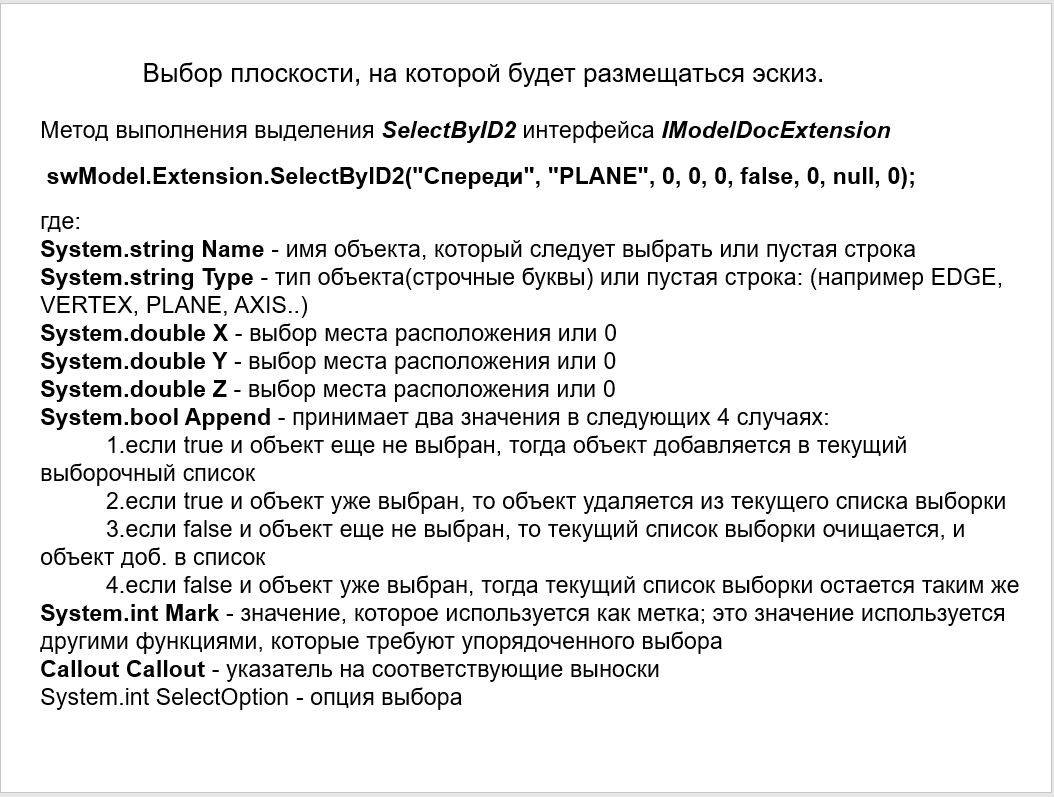 Выбор плоскости, на которой будет размещаться эскиз.
Метод выполнения выделения SelectByID2 интерфейса IModelDocExtension
swModel.Extension.SelectByID2("Спереди", "PLANE", 0, 0, 0, false, 0, null, 0);
где:
System.string Name - имя объекта, который следует выбрать или пустая строка
System.string Type - тип объекта(строчные буквы) или пустая строка: (например EDGE,
VERTEX, PLANE, AXIS..)
System.double X - выбор места расположения или 0
System.double Y - выбор места расположения или 0
System.double Z - выбор места расположения или 0
System.bool Append - принимает два значения в следующих 4 случаях:
1.если true и объект еще не выбран, тогда объект добавляется в текущий
выборочный список
2.если true и объект уже выбран, то объект удаляется из текущего списка выборки
3.если false и объект еще не выбран, то текущий список выборки очищается, и
объект доб. в список
4.если false и объект уже выбран, тогда текущий список выборки остается таким же
System.int Mark - значение, которое используется как метка; это значение используется
другими функциями, которые требуют упорядоченного выбора
Callout Callout - указатель на соответствующие выноски
System.int SelectOption - опция выбора